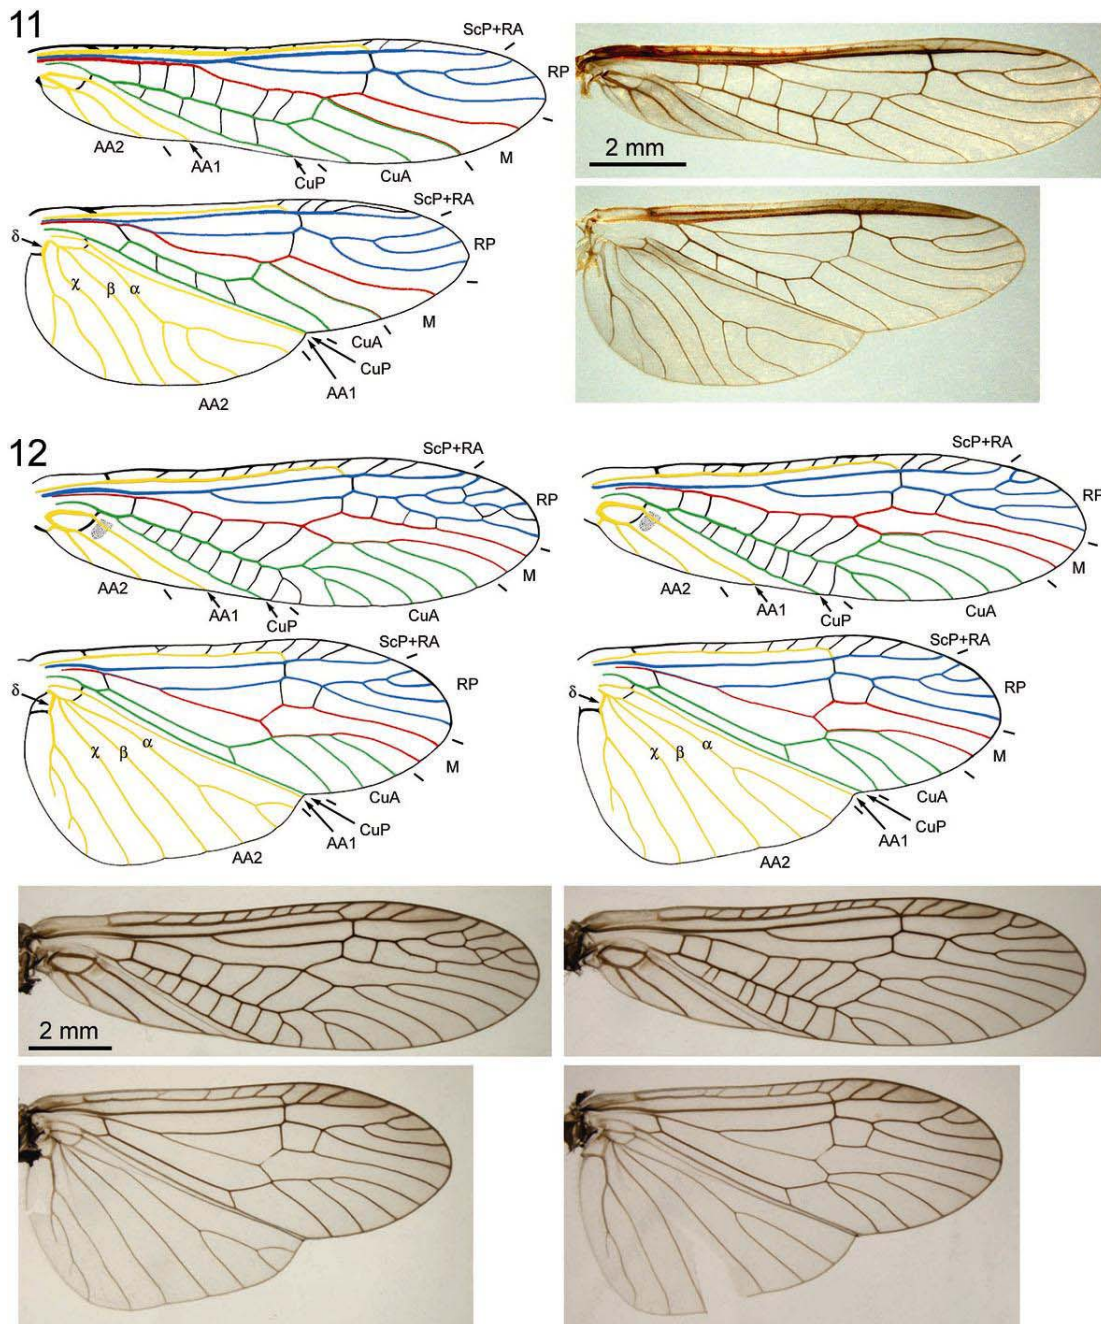 11
ScP+RA
RP
M
CuA
CuP
AA1
AA2
2 mm
ScP+RA
RP
M
CuA
CuP
AA1
AA2
δ
χ β α
12
ScP+RA
RP
M
CuA
CuP
AA1
AA2
ScP+RA
RP
M
CuA
CuP
AA1
AA2
ScP+RA
RP
M
CuA
CuP
AA1
AA2
δ
χ β α
ScP+RA
RP
M
CuA
CuP
AA1
AA2
δ
χ β α
2 mm